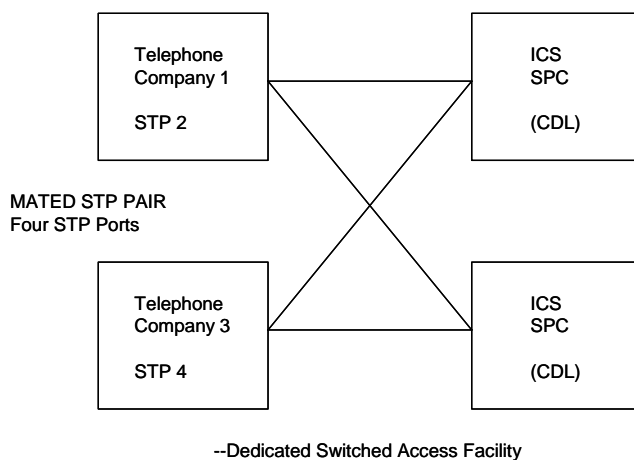 Telephone
Company 1
STP 2
ICS
SPC
(CDL)
MATED STP PAIR
Four STP Ports
Telephone
Company 3
STP 4
ICS
SPC
(CDL)
--Dedicated Switched Access Facility